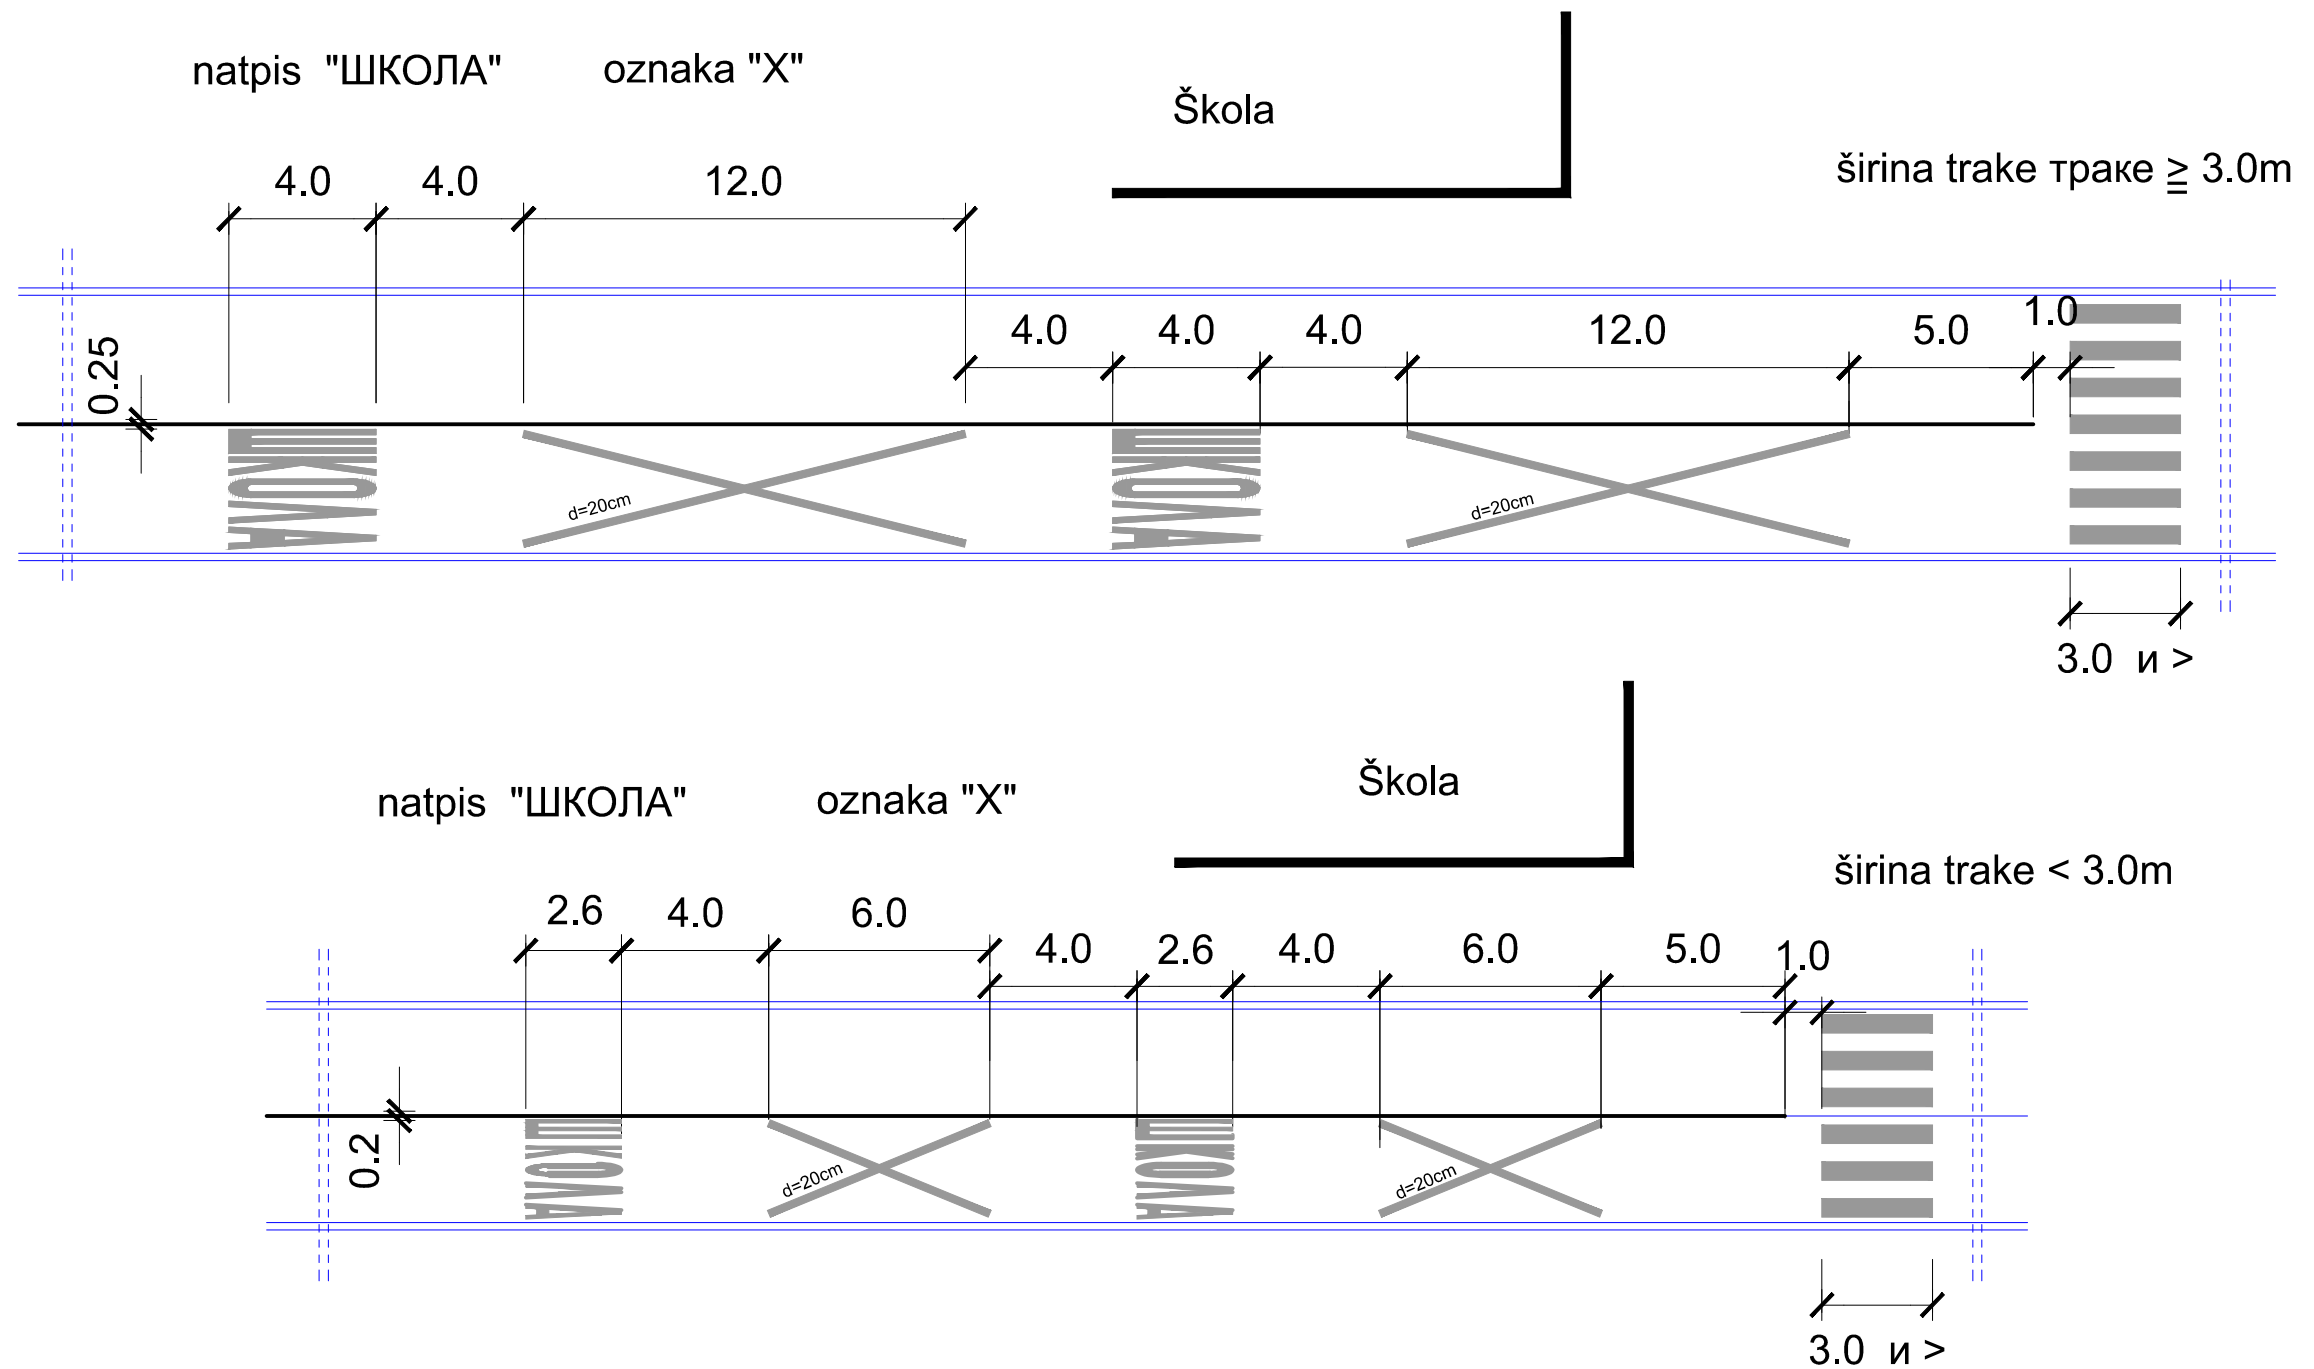 natpis "ШКОЛА"
oznaka "X"
Škola
širina trake траке ≧ 3.0m
4.0
4.0
12.0
4.0
4.0
4.0
12.0
5.0
1.0
0.25
ШКОЛА
d=20cm
ШКОЛА
d=20cm
3.0 и >
natpis "ШКОЛА"
oznaka "X"
Škola
širina trake < 3.0m
2.6
4.0
6.0
4.0
2.6
4.0
6.0
5.0
1.0
0.2
ШКОЛА
d=20cm
ШКОЛА
d=20cm
3.0 и >